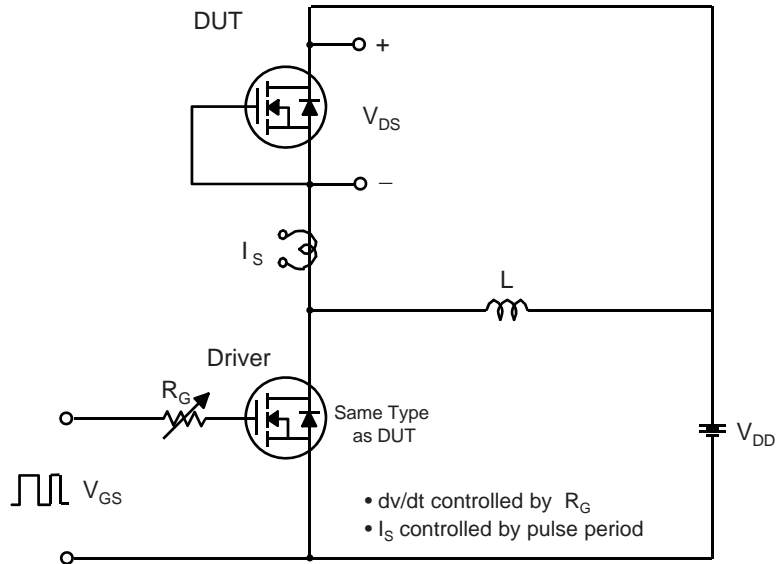 DUT
+
V_DS
−
I_S
L
Driver
R_G
Same Type
as DUT
V_DD
V_GS
• dv/dt controlled by R_G
• I_S controlled by pulse period